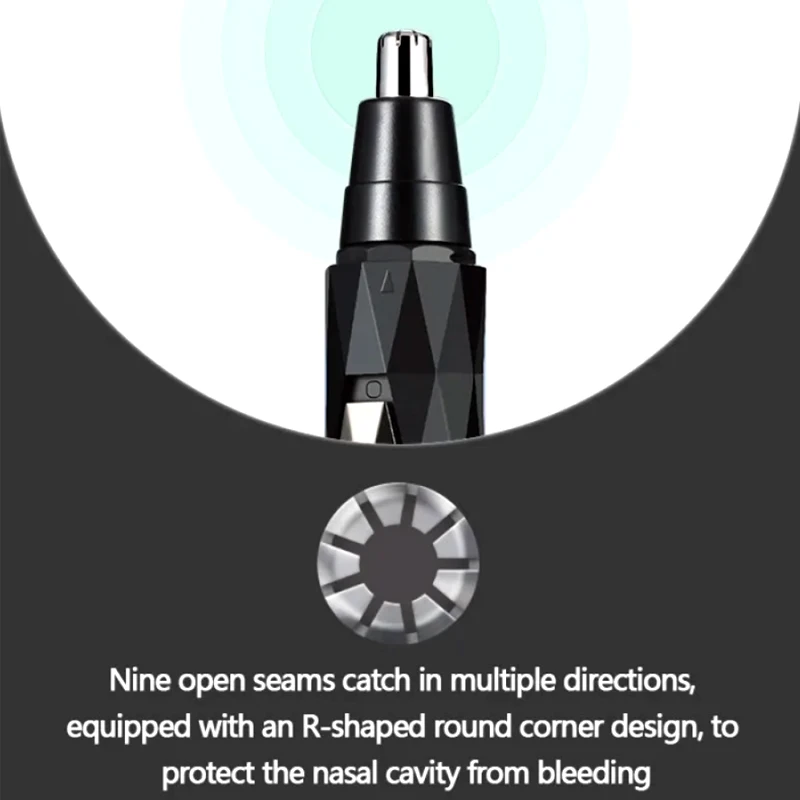 Nine open seams catch in multiple directions,
equipped with an R-shaped round corner design, to
protect the nasal cavity from bleeding